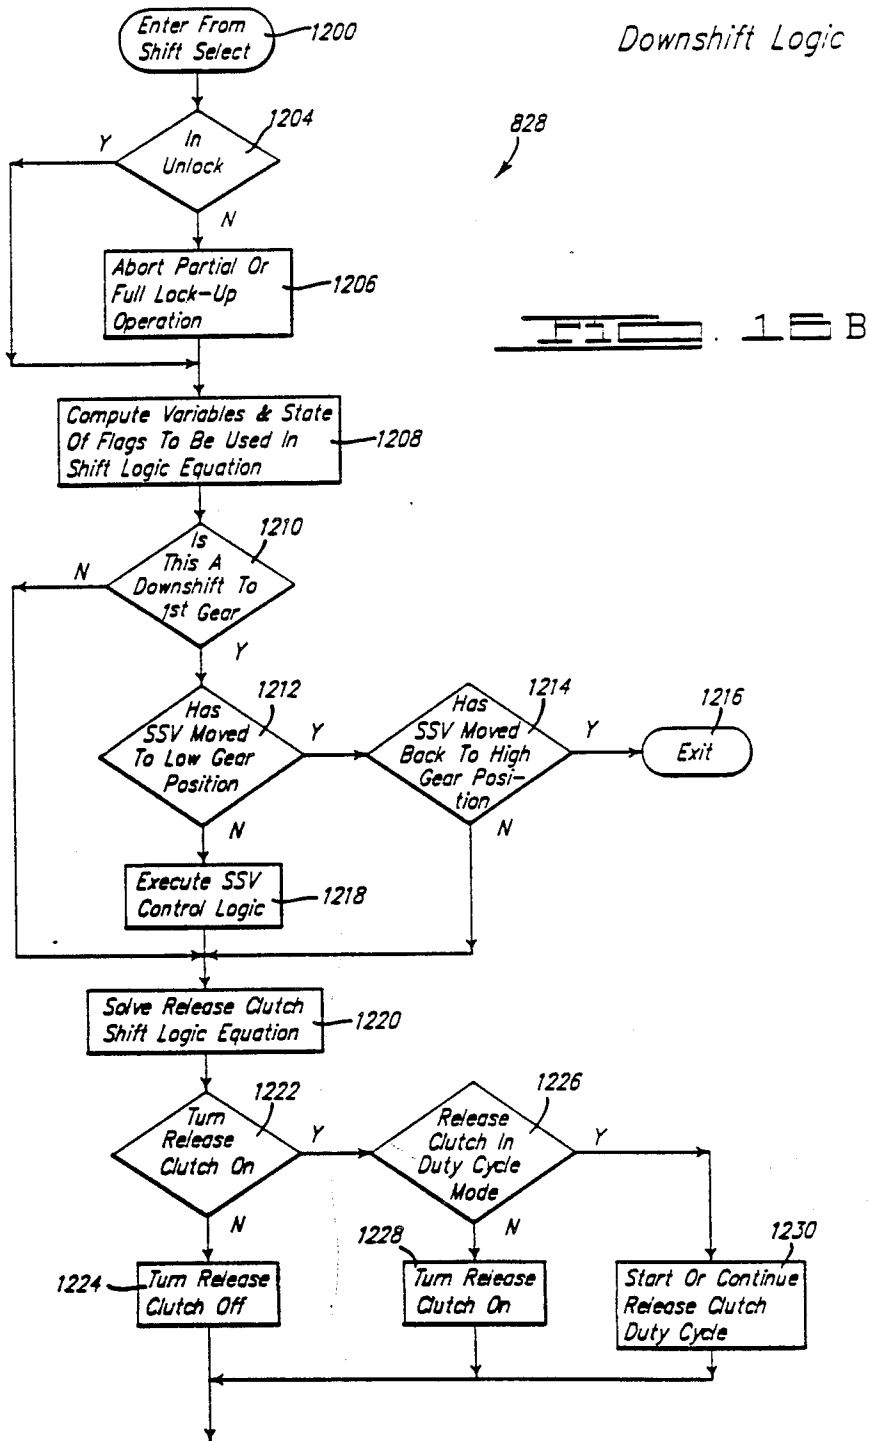 Enter From
Shift Select
1200
Downshift Logic
In
Unlock
1204
Y
N
828
Abort Partial Or
Full Lock-Up
Operation
1206
FIG. 18 B
Compute Variables & State
Of Flags To Be Used In
Shift Logic Equation
1208
Is
This A
Downshift To
1st Gear
1210
N
Y
Has
SSV Moved
To Low Gear
Position
1212
Y
N
Has
SSV Moved
Back To High
Gear Posi-
tion
1214
Y
N
1216
Exit
Execute SSV
Control Logic
1218
Solve Release Clutch
Shift Logic Equation
1220
Turn
Release
Clutch On
1222
Y
N
Release
Clutch In
Duty Cycle
Mode
1226
Y
N
1224
Turn Release
Clutch Off
1228
Turn Release
Clutch On
1230
Start Or Continue
Release Clutch
Duty Cycle